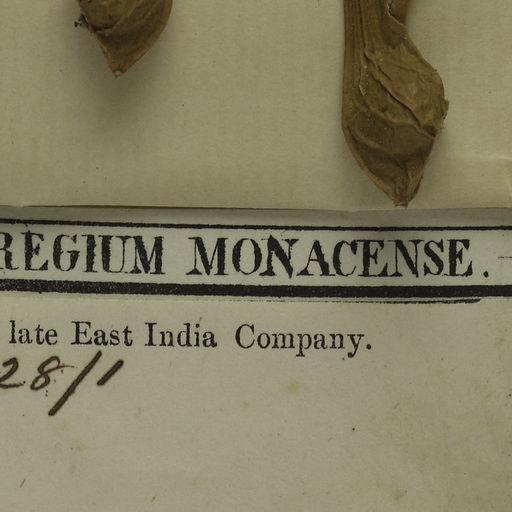 REGIUM MONACENSE.
late East India Company.
28/1